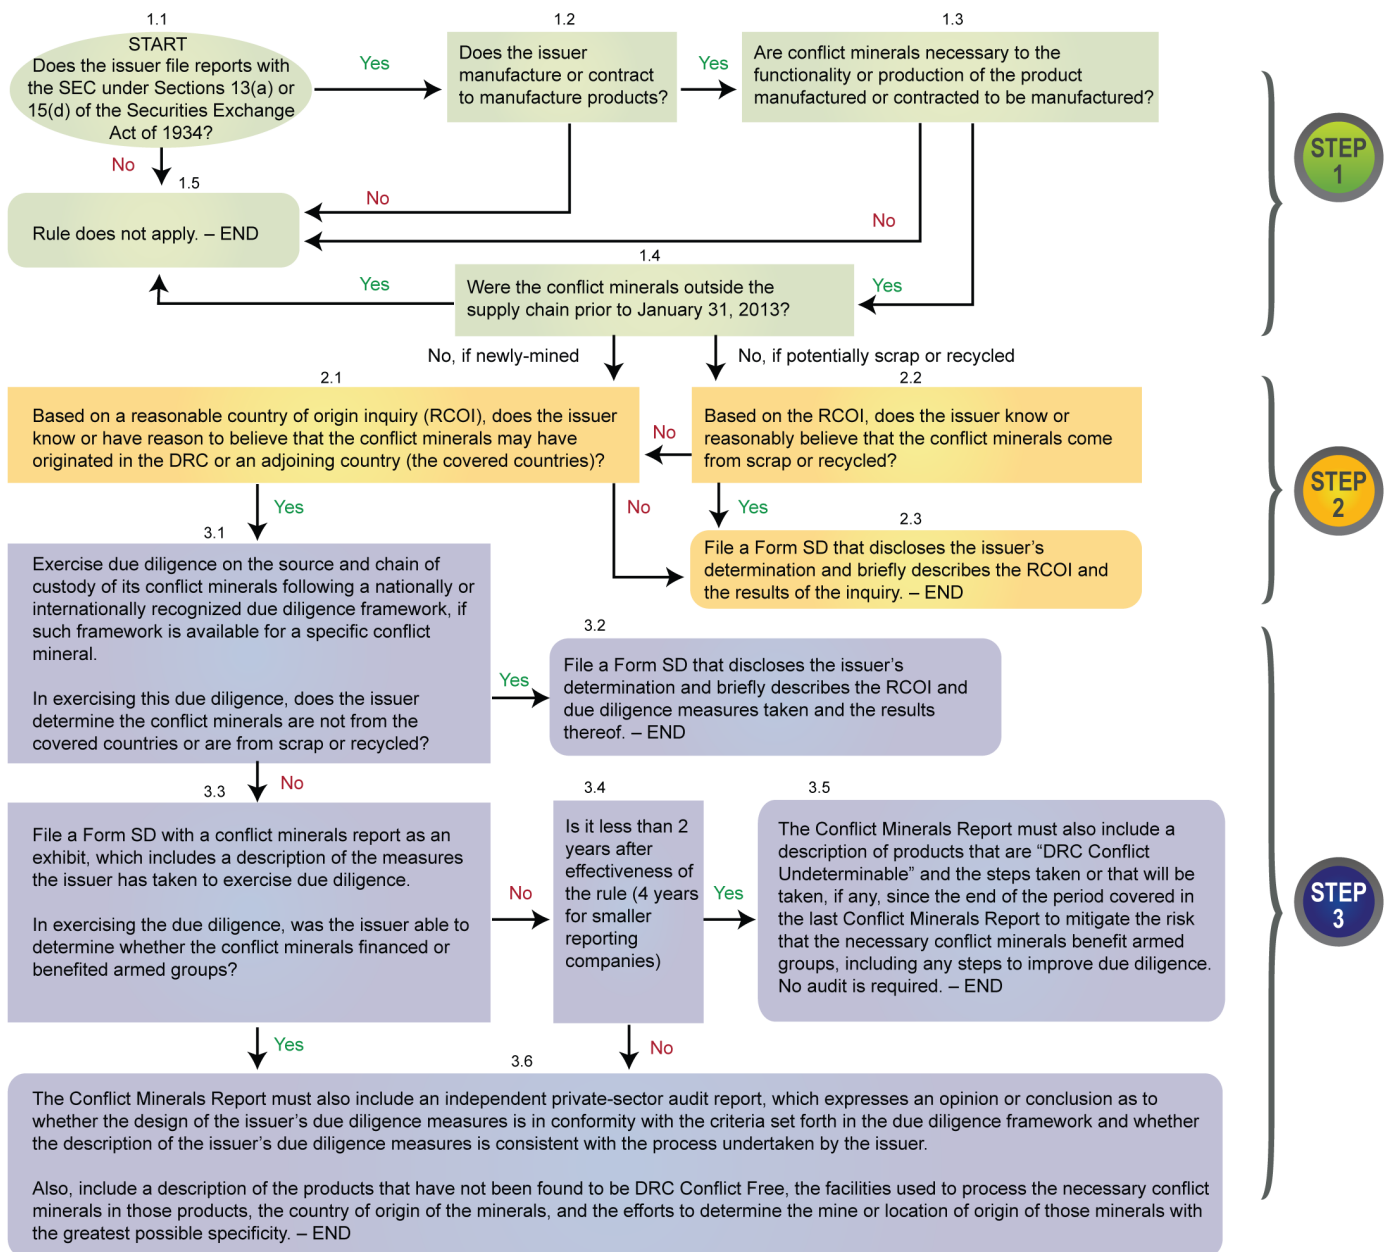 1.1
START
Does the issuer file reports with
the SEC under Sections 13(a) or
15(d) of the Securities Exchange
Act of 1934?
Yes
No
1.2
Does the issuer
manufacture or contract
to manufacture products?
Yes
No
1.3
Are conflict minerals necessary to the
functionality or production of the product
manufactured or contracted to be manufactured?
No
Yes
STEP
1
1.5
Rule does not apply. – END
1.4
Were the conflict minerals outside the
supply chain prior to January 31, 2013?
Yes
No, if newly-mined
No, if potentially scrap or recycled
2.1
Based on a reasonable country of origin inquiry (RCOI), does the issuer
know or have reason to believe that the conflict minerals may have
originated in the DRC or an adjoining country (the covered countries)?
Yes
No
2.2
Based on the RCOI, does the issuer know or
reasonably believe that the conflict minerals come
from scrap or recycled?
No
Yes
2.3
File a Form SD that discloses the issuer’s
determination and briefly describes the RCOI and
the results of the inquiry. – END
STEP
2
3.1
Exercise due diligence on the source and chain of
custody of its conflict minerals following a nationally or
internationally recognized due diligence framework, if
such framework is available for a specific conflict
mineral.
In exercising this due diligence, does the issuer
determine the conflict minerals are not from the
covered countries or are from scrap or recycled?
Yes
No
3.2
File a Form SD that discloses the issuer’s
determination and briefly describes the RCOI and
due diligence measures taken and the results
thereof. – END
3.3
File a Form SD with a conflict minerals report as an
exhibit, which includes a description of the measures
the issuer has taken to exercise due diligence.
In exercising the due diligence, was the issuer able to
determine whether the conflict minerals financed or
benefited armed groups?
No
Yes
3.4
Is it less than 2
years after
effectiveness of
the rule (4 years
for smaller
reporting
companies)
Yes
No
3.5
The Conflict Minerals Report must also include a
description of products that are “DRC Conflict
Undeterminable” and the steps taken or that will be
taken, if any, since the end of the period covered in
the last Conflict Minerals Report to mitigate the risk
that the necessary conflict minerals benefit armed
groups, including any steps to improve due diligence.
No audit is required. – END
STEP
3
3.6
The Conflict Minerals Report must also include an independent private-sector audit report, which expresses an opinion or conclusion as to
whether the design of the issuer’s due diligence measures is in conformity with the criteria set forth in the due diligence framework and whether
the description of the issuer’s due diligence measures is consistent with the process undertaken by the issuer.
Also, include a description of the products that have not been found to be DRC Conflict Free, the facilities used to process the necessary conflict
minerals in those products, the country of origin of the minerals, and the efforts to determine the mine or location of origin of those minerals with
the greatest possible specificity. – END